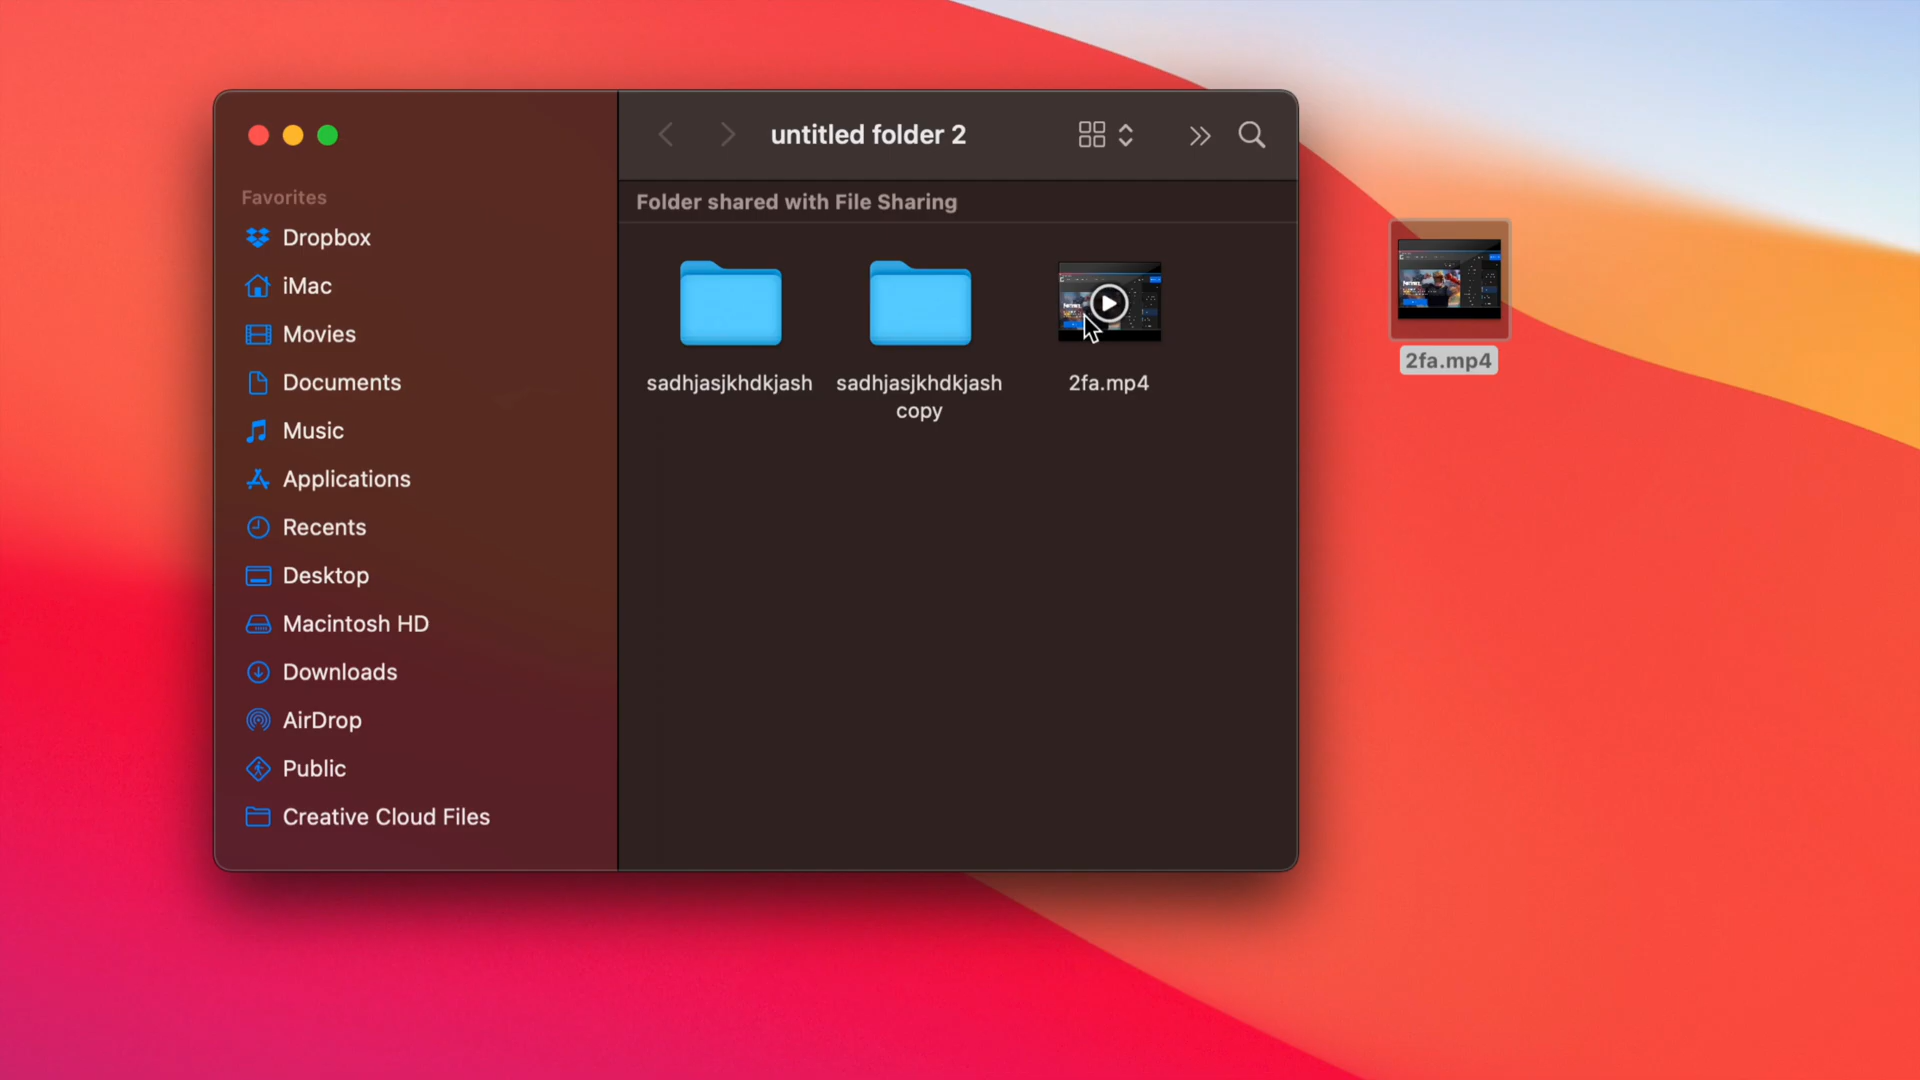 untitled folder 2
Favorites
Dropbox
iMac
Movies
Documents
Music
Applications
Recents
Desktop
Macintosh HD
Downloads
AirDrop
Public
Creative Cloud Files
Folder shared with File Sharing
sadhjasjkhdkjash
sadhjasjkhdkjash
copy
2fa.mp4
2fa.mp4